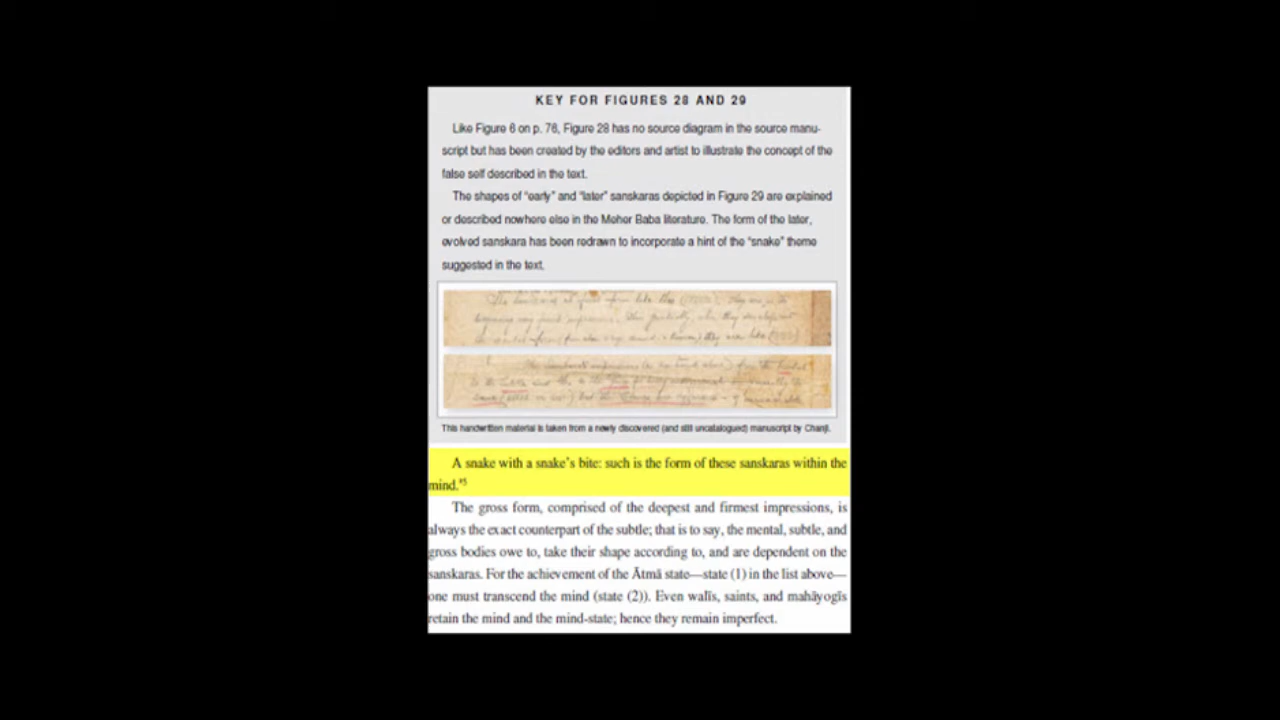 KEY FOR FIGURES 28 AND 29
Like Figure 6 on p. 76, Figure 28 has no source diagram in the source manu-
script but has been created by the editors and artist to illustrate the concept of the
false self described in the text.
The shapes of "early" and "later" sanskaras depicted in Figure 29 are explained
or described nowhere else in the Meher Baba literature. The form of the later,
evolved sanskara has been redrawn to incorporate a hint of the "snake" theme
suggested in the text.
This handwritten material is taken from a newly discovered (and still uncatalogued) manuscript by Chanji.
A snake with a snake's bite: such is the form of these sanskaras within the
mind.*5
The gross form, comprised of the deepest and firmest impressions, is
always the exact counterpart of the subtle; that is to say, the mental, subtle, and
gross bodies owe to, take their shape according to, and are dependent on the
sanskaras. For the achievement of the Ātmā state—state (1) in the list above—
one must transcend the mind (state (2)). Even walīs, saints, and mahāyogīs
retain the mind and the mind-state; hence they remain imperfect.